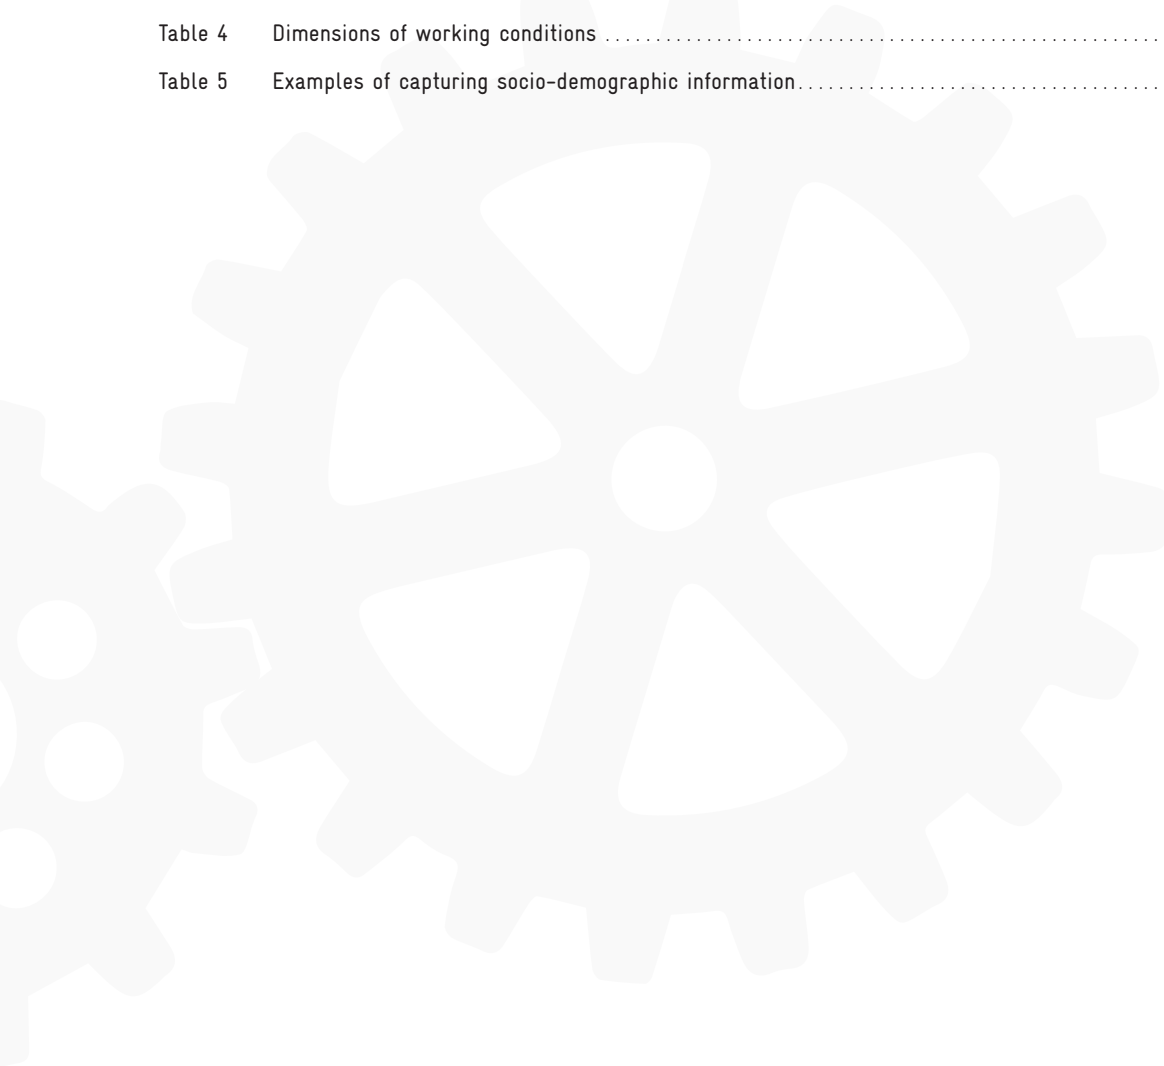 Table 4 Dimensions of working conditions ......................................................
Table 5 Examples of capturing socio-demographic information....................................